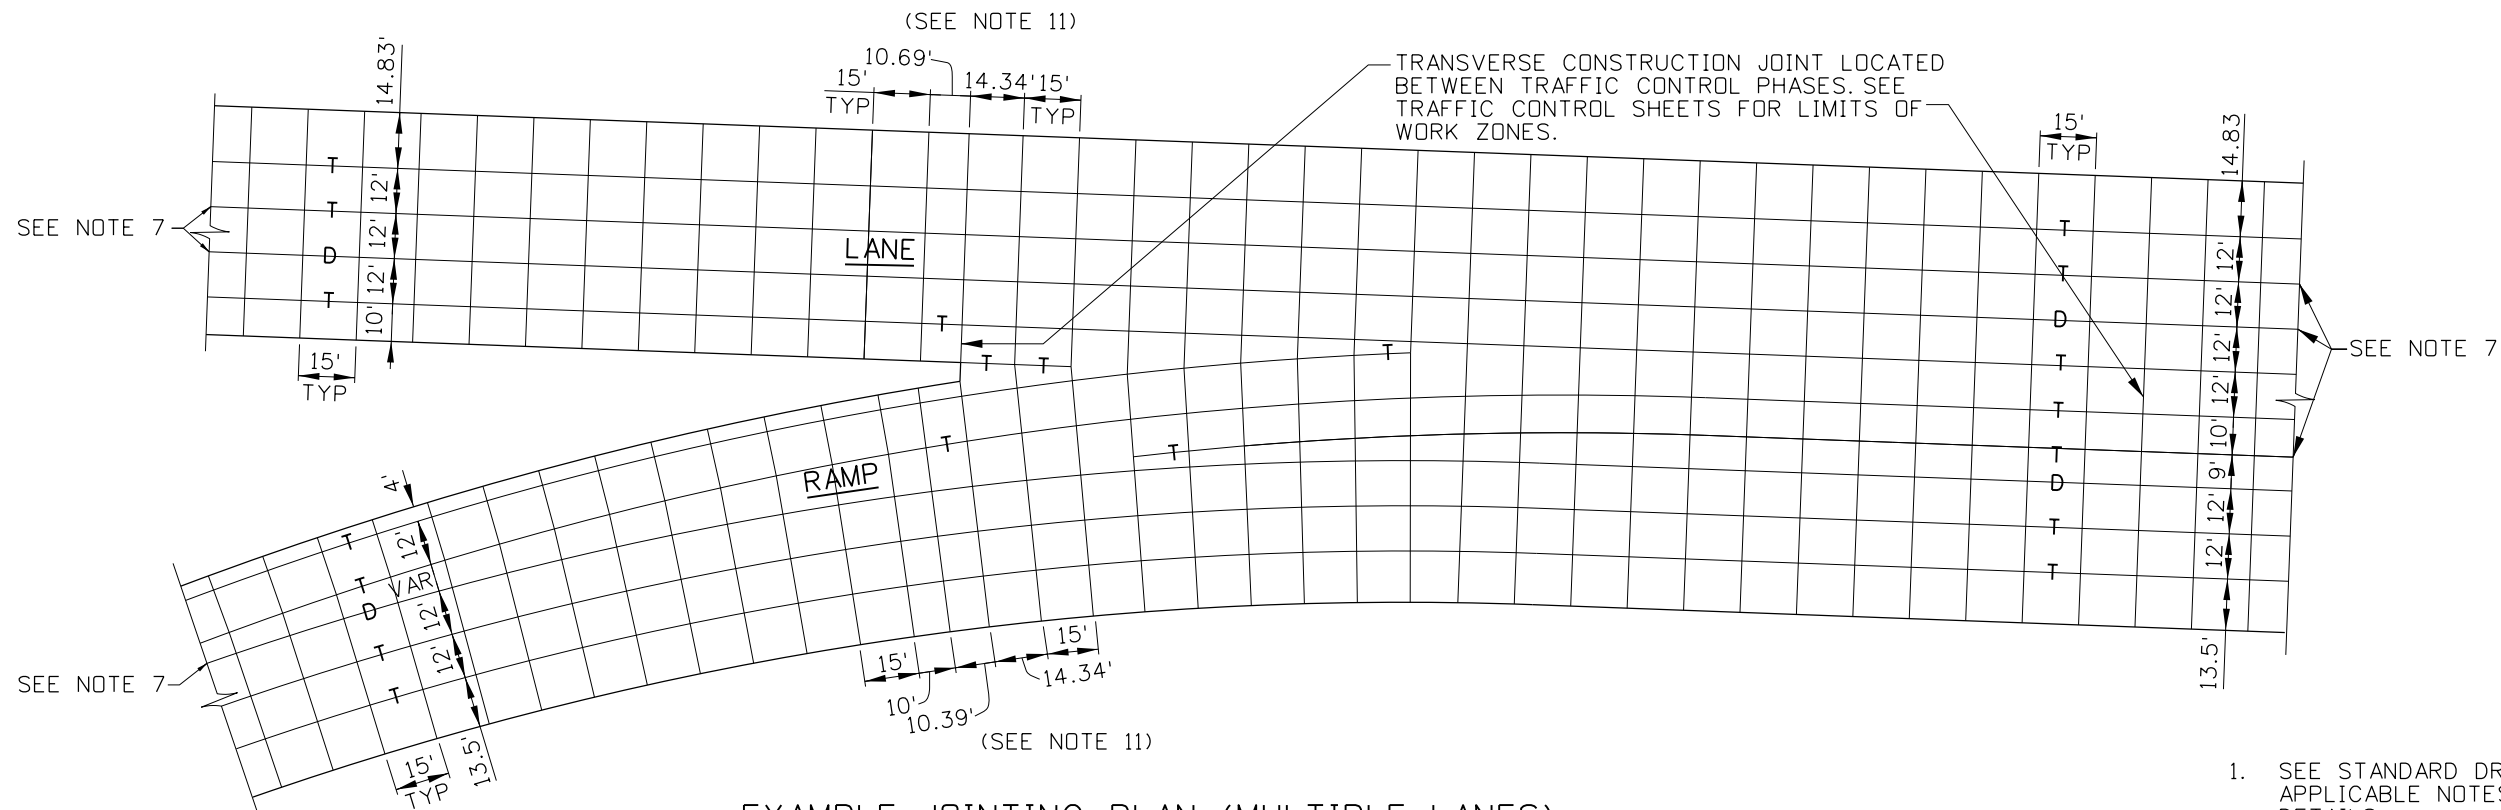 (SEE NOTE 11)
10.69'
15'
TYP
14.34'
15'
TYP
14.83'
TRANSVERSE CONSTRUCTION JOINT LOCATED
BETWEEN TRAFFIC CONTROL PHASES. SEE
TRAFFIC CONTROL SHEETS FOR LIMITS OF
WORK ZONES.
15'
TYP
14.83
T
T
D
T
12'
12'
12'
10'
SEE NOTE 7
LANE
T
T
T
T
15'
TYP
T
T
D
T
T
T
D
T
T
12'
12'
12'
12'
10'
9'
12'
12'
13.5'
SEE NOTE 7
RAMP
T
T
4'
12'
VAR
12'
12'
13.5'
T
T
D
T
T
SEE NOTE 7
15'
TYP
15'
10'
10.39'
14.34'
15'
(SEE NOTE 11)
EXAMPLE JOINTING PLAN (MULTIPLE LANES)
1. SEE STANDARD DR
APPLICABLE NOTES